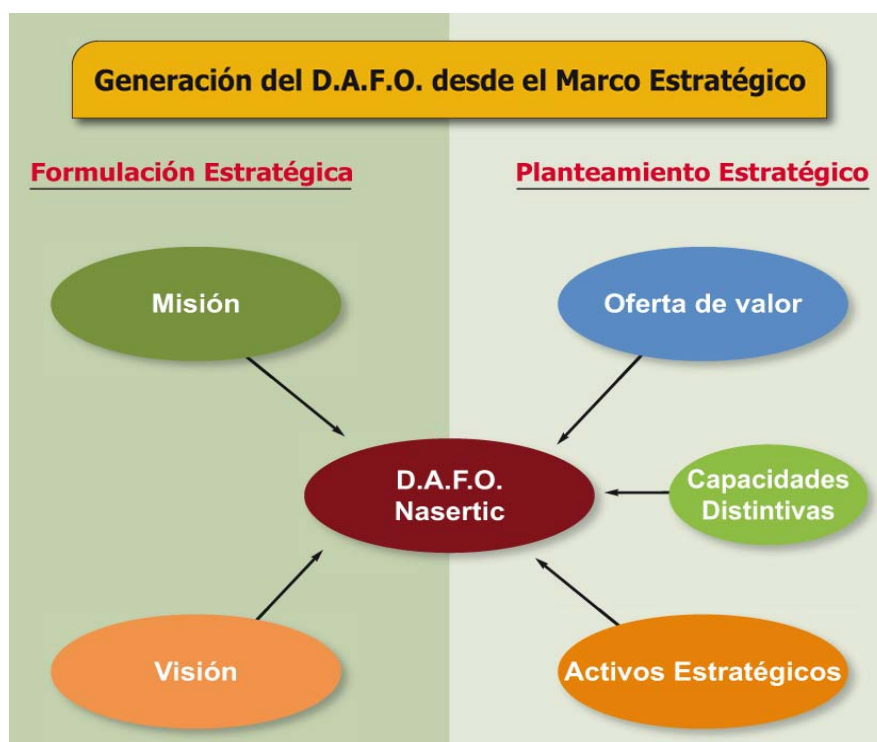 Generación del D.A.F.O. desde el Marco Estratégico
Formulación Estratégica
Planteamiento Estratégico
Misión
Oferta de valor
D.A.F.O.
Nasertic
Capacidades
Distintivas
Visión
Activos Estratégicos